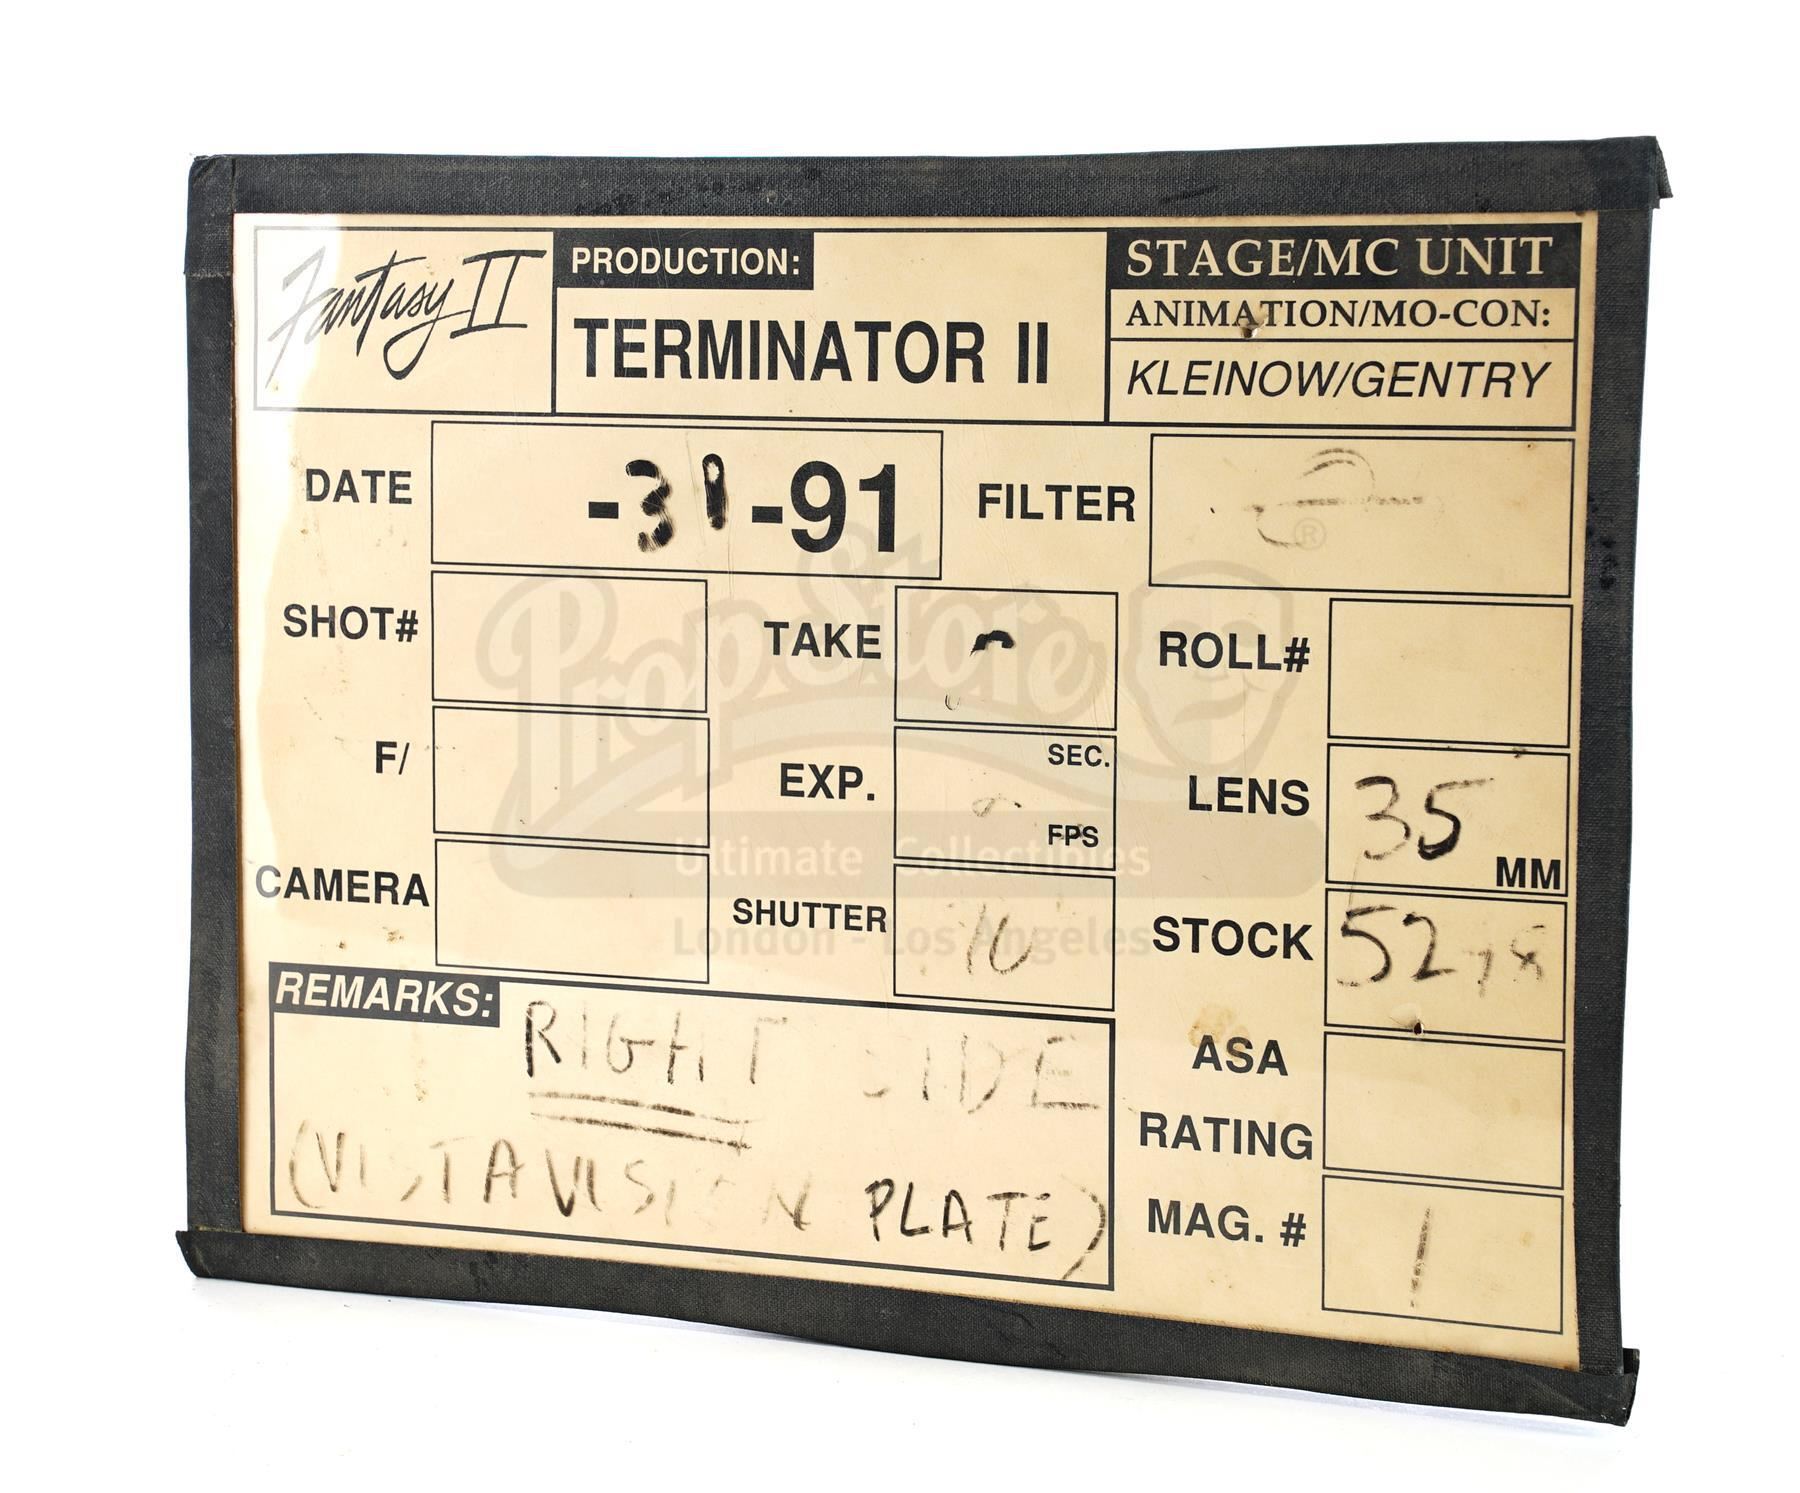 Fantasy II
PRODUCTION:
TERMINATOR II
STAGE/MC UNIT
ANIMATION/MO-CON:
KLEINOW/GENTRY
DATE -31-91
FILTER
SHOT#
TAKE
ROLL#
F/
EXP. SEC.
FPS
LENS 35 MM
CAMERA
SHUTTER
STOCK 52
REMARKS:
RIGHT SIDE
(VISTAVISION PLATE)
ASA
RATING
MAG. # 1
Prop Store
®
Ultimate Collectibles
London - Los Angeles